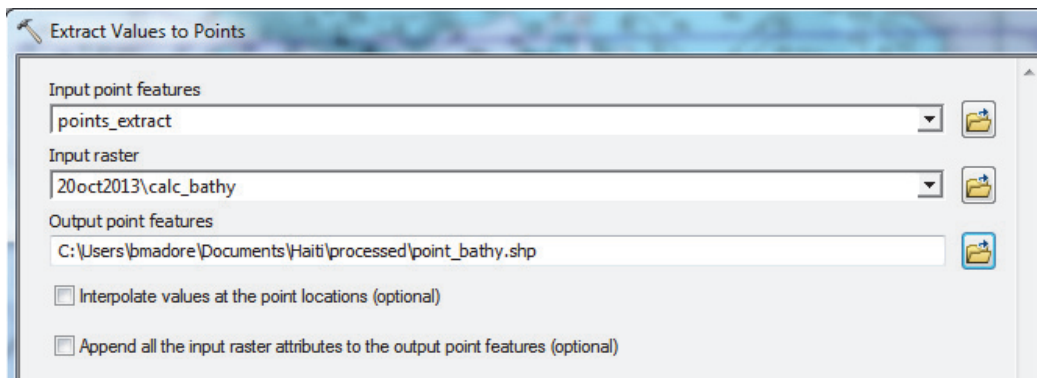 Extract Values to Points
Input point features
points_extract
Input raster
20oct2013\calc_bathy
Output point features
C:\Users\bmadore\Documents\Haiti\processed\point_bathy.shp
Interpolate values at the point locations (optional)
Append all the input raster attributes to the output point features (optional)